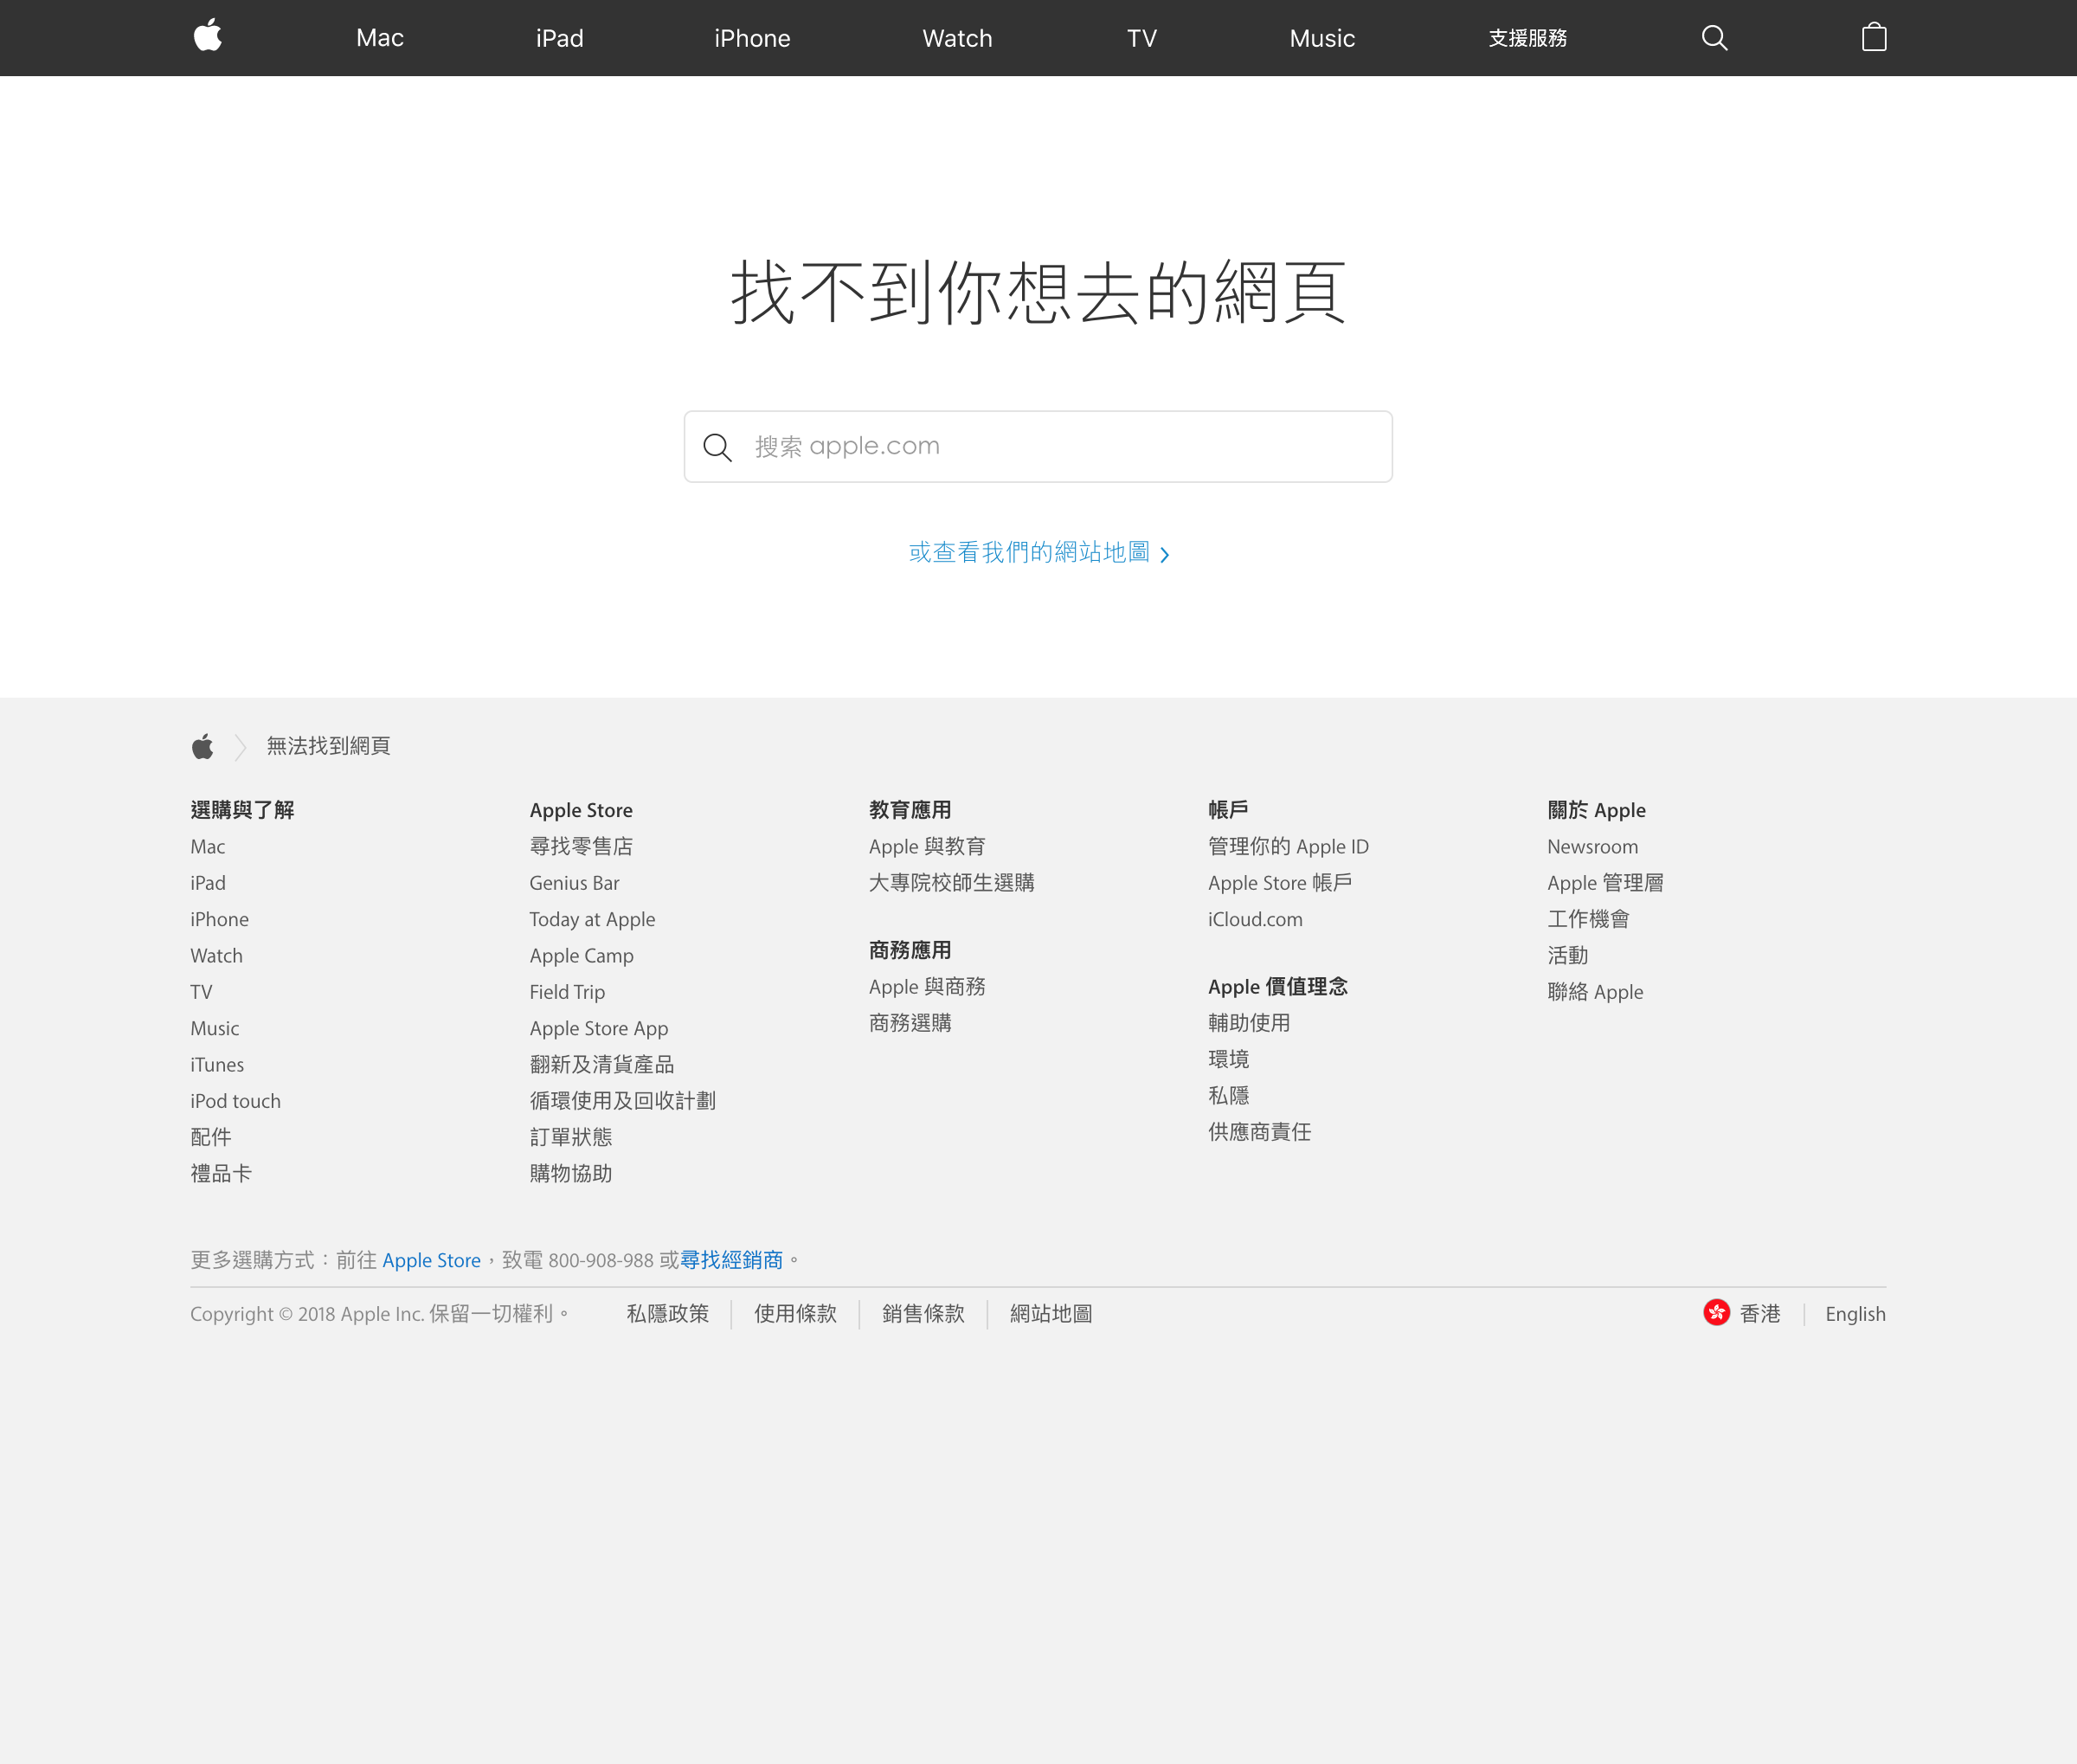 Mac iPad iPhone Watch TV Music 支援服務
找不到你想去的網頁
搜索 apple.com
或查看我們的網站地圖
無法找到網頁
選購與了解
Mac
iPad
iPhone
Watch
TV
Music
iTunes
iPod touch
配件
禮品卡
Apple Store
尋找零售店
Genius Bar
Today at Apple
Apple Camp
Field Trip
Apple Store App
翻新及清貨產品
循環使用及回收計劃
訂單狀態
購物協助
教育應用
Apple 與教育
大專院校師生選購
商務應用
Apple 與商務
商務選購
帳戶
管理你的 Apple ID
Apple Store 帳戶
iCloud.com
Apple 價值理念
輔助使用
環境
私隱
供應商責任
關於 Apple
Newsroom
Apple 管理層
工作機會
活動
聯絡 Apple
更多選購方式：前往 Apple Store，致電 800-908-988 或尋找經銷商。
Copyright © 2018 Apple Inc. 保留一切權利。 私隱政策 使用條款 銷售條款 網站地圖 香港 English